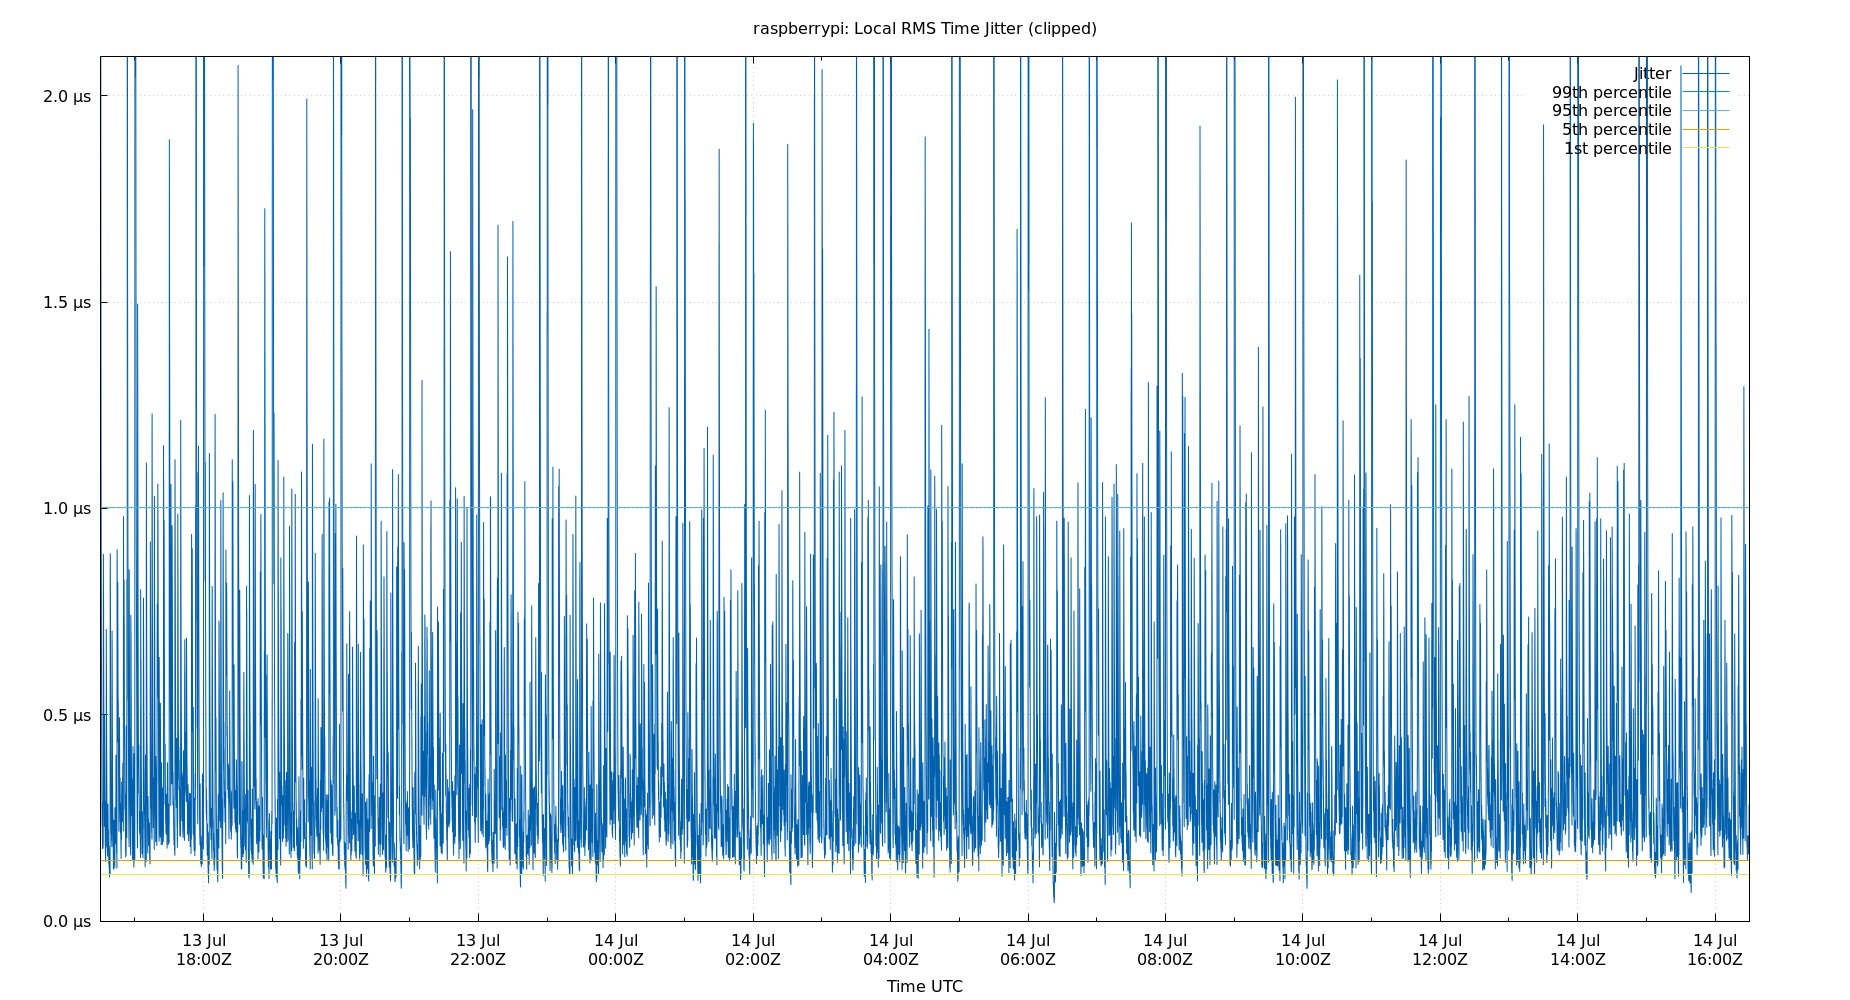 raspberrypi: Local RMS Time Jitter (clipped)
Jitter
99th percentile
95th percentile
5th percentile
1st percentile
2.0 µs
1.5 µs
1.0 µs
0.5 µs
0.0 µs
13 Jul 13 Jul 13 Jul 14 Jul 14 Jul 14 Jul 14 Jul 14 Jul 14 Jul 14 Jul 14 Jul 14 Jul
18:00Z 20:00Z 22:00Z 00:00Z 02:00Z 04:00Z 06:00Z 08:00Z 10:00Z 12:00Z 14:00Z 16:00Z
Time UTC